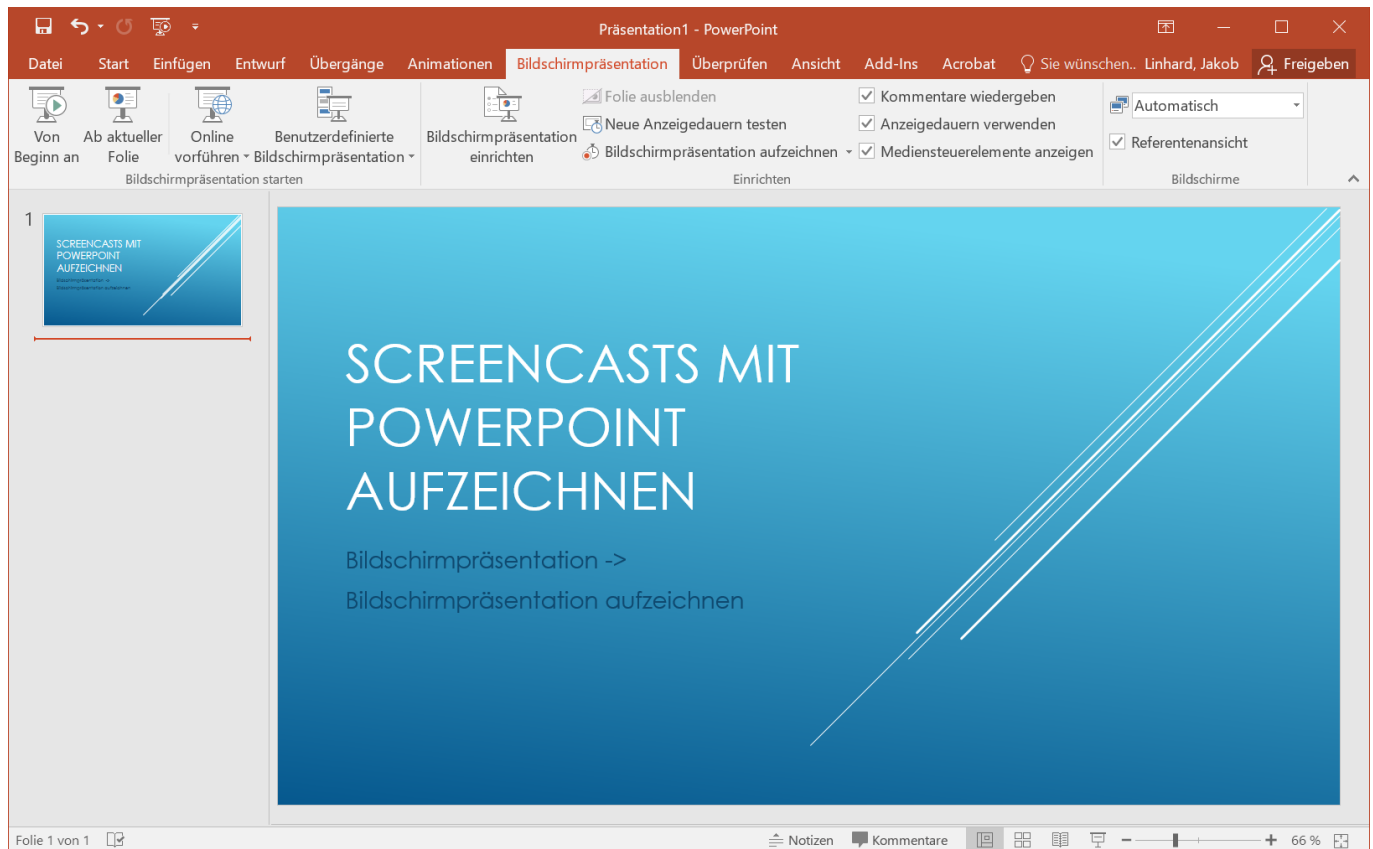 Präsentation1 - PowerPoint
Datei Start Einfügen Entwurf Übergänge Animationen Bildschirmpräsentation Überprüfen Ansicht Add-Ins Acrobat Sie wünschen.. Linhard, Jakob Freigeben
Von Beginn an
Ab aktueller Folie
Online vorführen
Benutzerdefinierte Bildschirmpräsentation
Bildschirmpräsentation starten
Bildschirmpräsentation einrichten
Folie ausblenden
Neue Anzeigedauern testen
Bildschirmpräsentation aufzeichnen
Kommentare wiedergeben
Anzeigedauern verwenden
Mediensteuerelemente anzeigen
Einrichten
Automatisch
Referentenansicht
Bildschirme
1
SCREENCASTS MIT
POWERPOINT
AUFZEICHNEN
Bildschirmpräsentation ->
Bildschirmpräsentation aufzeichnen
SCREENCASTS MIT
POWERPOINT
AUFZEICHNEN
Bildschirmpräsentation ->
Bildschirmpräsentation aufzeichnen
Folie 1 von 1 Notizen Kommentare 66 %